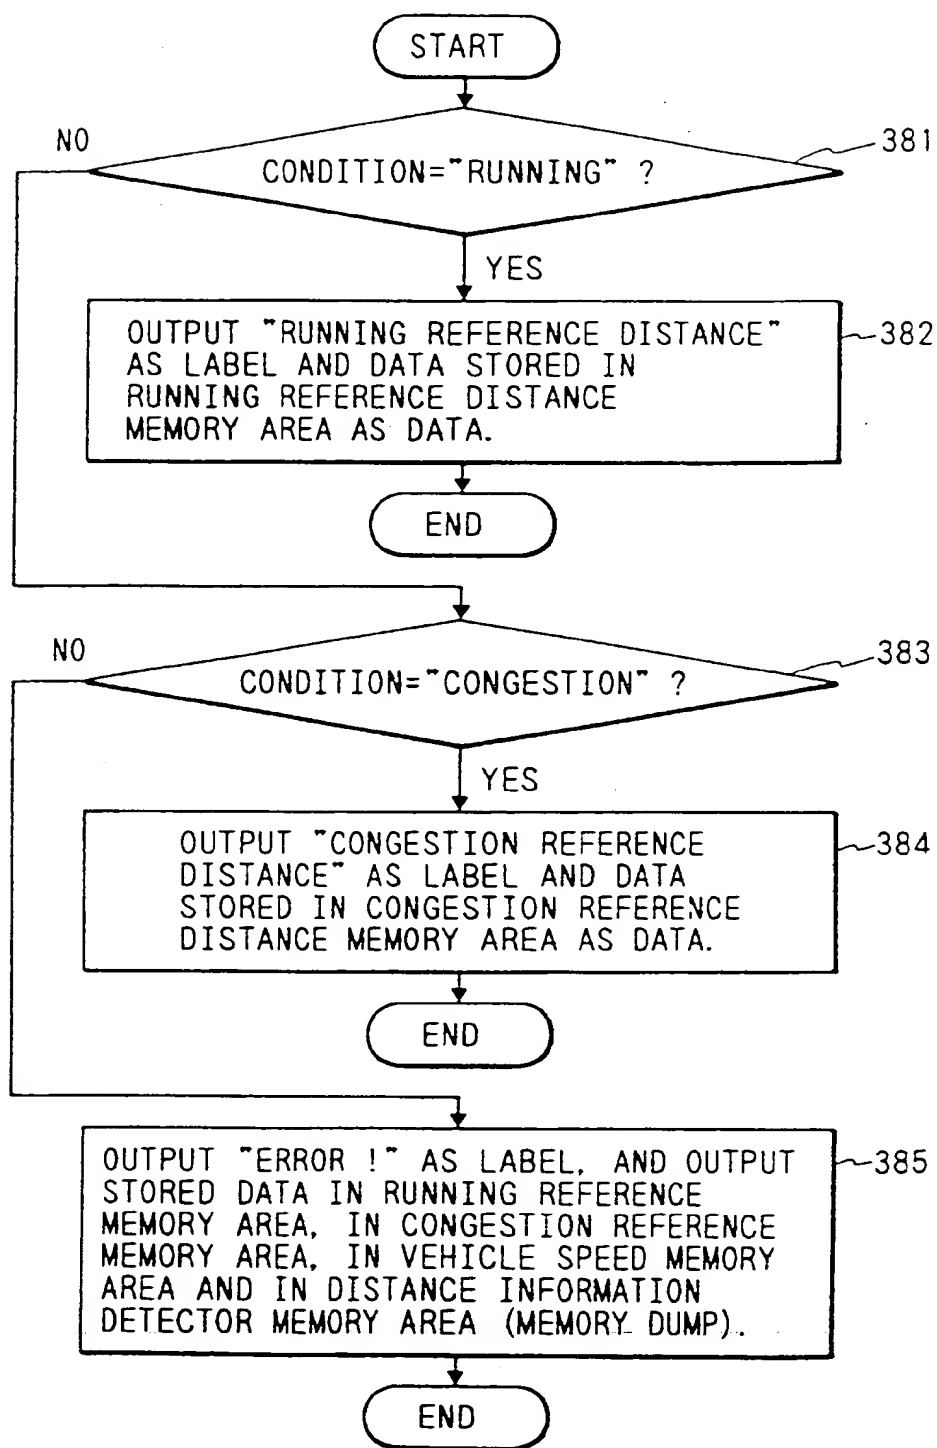 START
NO
CONDITION="RUNNING" ?
381
YES
OUTPUT "RUNNING REFERENCE DISTANCE"
AS LABEL AND DATA STORED IN
RUNNING REFERENCE DISTANCE
MEMORY AREA AS DATA.
382
END
NO
CONDITION="CONGESTION" ?
383
YES
OUTPUT "CONGESTION REFERENCE
DISTANCE" AS LABEL AND DATA
STORED IN CONGESTION REFERENCE
DISTANCE MEMORY AREA AS DATA.
384
END
OUTPUT "ERROR !" AS LABEL, AND OUTPUT
STORED DATA IN RUNNING REFERENCE
MEMORY AREA, IN CONGESTION REFERENCE
MEMORY AREA, IN VEHICLE SPEED MEMORY
AREA AND IN DISTANCE INFORMATION
DETECTOR MEMORY AREA (MEMORY DUMP).
385
END